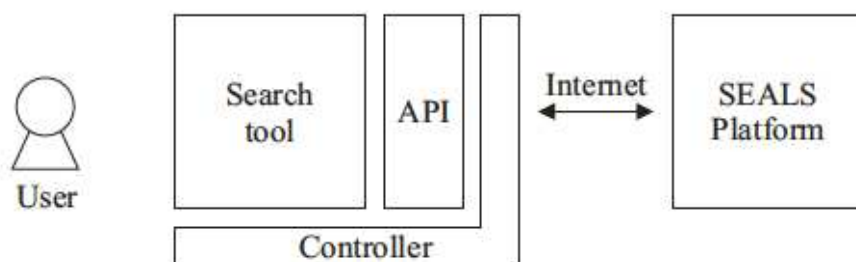 User
Search
tool
API
Controller
Internet
SEALS
Platform